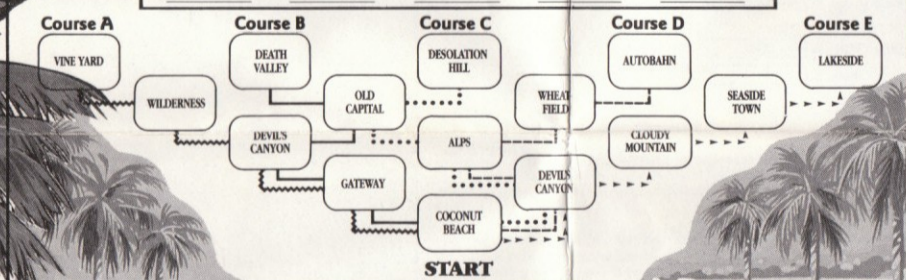 Course A
Course B
Course C
Course D
Course E
VINE YARD
DEATH
VALLEY
DESOLATION
HILL
AUTOBAHN
LAKESIDE
WILDERNESS
OLD
CAPITAL
WHEAT
FIELD
SEASIDE
TOWN
DEVIL'S
CANYON
ALPS
CLOUDY
MOUNTAIN
GATEWAY
DEVIL'S
CANYON
COCONUT
BEACH
START